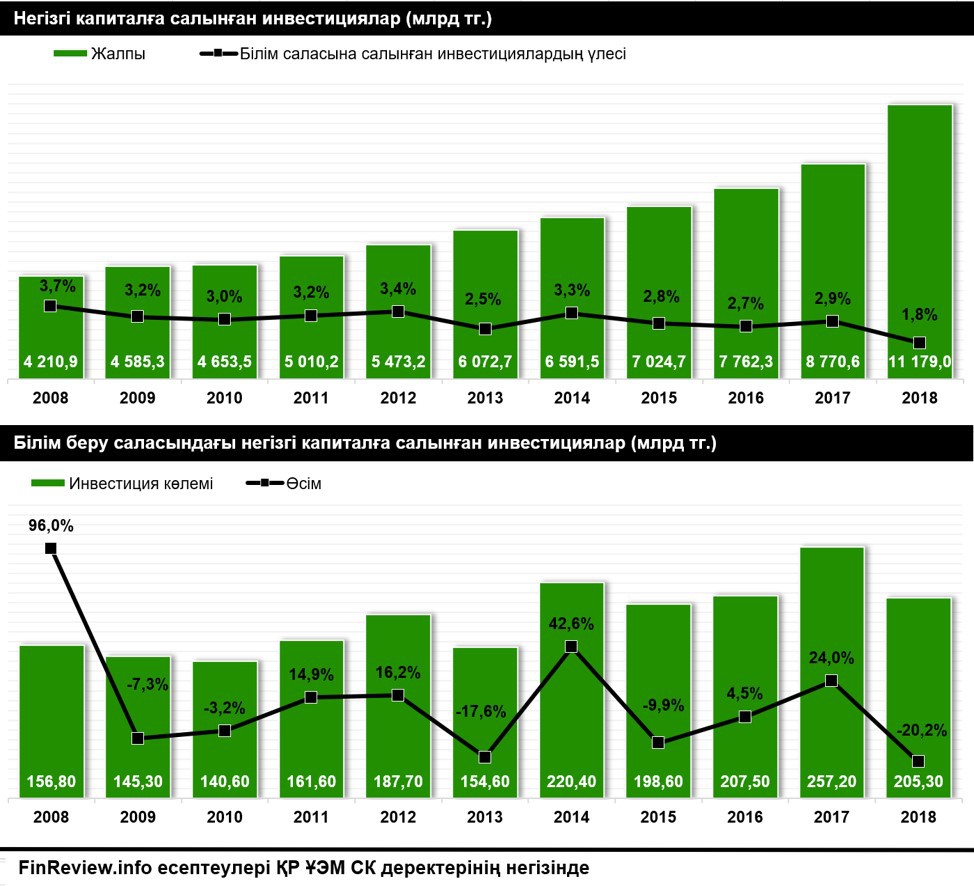 Негізгі капиталға салынған инвестициялар (млрд тг.)
Жалпы Білім саласына салынған инвестициялардың үлесі
3,7% 3,2% 3,0% 3,2% 3,4% 2,5% 3,3% 2,8% 2,7% 2,9% 1,8%
4 210,9 4 585,3 4 653,5 5 010,2 5 473,2 6 072,7 6 591,5 7 024,7 7 762,3 8 770,6 11 179,0
2008 2009 2010 2011 2012 2013 2014 2015 2016 2017 2018
Білім беру саласындағы негізгі капиталға салынған инвестициялар (млрд тг.)
Инвестиция көлемі Өсім
96,0% -7,3% -3,2% 14,9% 16,2% -17,6% 42,6% -9,9% 4,5% 24,0% -20,2%
156,80 145,30 140,60 161,60 187,70 154,60 220,40 198,60 207,50 257,20 205,30
2008 2009 2010 2011 2012 2013 2014 2015 2016 2017 2018
FinReview.info есептеулері ҚР ҰЭМ СК деректерінің негізінде